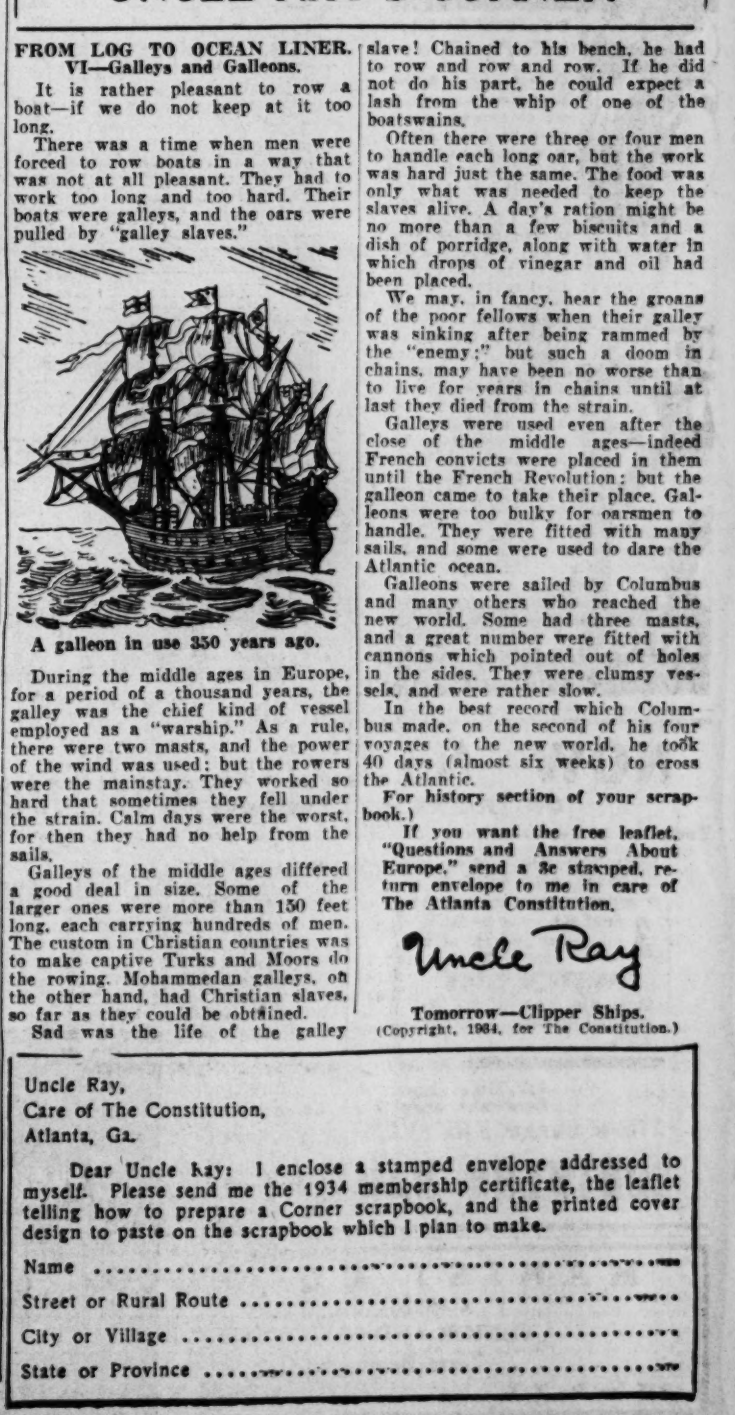 FROM LOG TO OCEAN LINER.
VI—Galleys and Galleons.
It is rather pleasant to row a
boat—if we do not keep at it too
long.
There was a time when men were
forced to row boats in a way that
was not at all pleasant. They had to
work too long and too hard. Their
boats were galleys, and the oars were
pulled by "galley slaves."
A galleon in use 350 years ago.
During the middle ages in Europe,
for a period of a thousand years, the
galley was the chief kind of vessel
employed as a "warship." As a rule,
there were two masts, and the power
of the wind was used; but the rowers
were the mainstay. They worked so
hard that sometimes they fell under
the strain. Calm days were the worst,
for then they had no help from the
sails.
Galleys of the middle ages differed
a good deal in size. Some of the
larger ones were more than 150 feet
long, each carrying hundreds of men.
The custom in Christian countries was
to make captive Turks and Moors do
the rowing. Mohammedan galleys, on
the other hand, had Christian slaves,
so far as they could be obtained.
Sad was the life of the galley
slave! Chained to his bench, he had
to row and row and row. If he did
not do his part, he could expect a
lash from the whip of one of the
boatswains.
Often there were three or four men
to handle each long oar, but the work
was hard just the same. The food was
only what was needed to keep the
slaves alive. A day's ration might be
no more than a few biscuits and a
dish of porridge, along with water in
which drops of vinegar and oil had
been placed.
We may, in fancy, hear the groans
of the poor fellows when their galley
was sinking after being rammed by
the "enemy;" but such a doom in
chains, may have been no worse than
to live for years in chains until at
last they died from the strain.
Galleys were used even after the
close of the middle ages—indeed
French convicts were placed in them
until the French Revolution; but the
galleon came to take their place. Gal-
leons were too bulky for oarsmen to
handle. They were fitted with many
sails, and some were used to dare the
Atlantic ocean.
Galleons were sailed by Columbus
and many others who reached the
new world. Some had three masts,
and a great number were fitted with
cannons which pointed out of holes
in the sides. They were clumsy ves-
sels, and were rather slow.
In the best record which Colum-
bus made, on the second of his four
voyages to the new world, he took
40 days (almost six weeks) to cross
the Atlantic.
For history section of your scrap-
book.)
If you want the free leaflet,
"Questions and Answers About
Europe," send a 3c stamped, re-
turn envelope to me in care of
The Atlanta Constitution.
Uncle Ray
Tomorrow—Clipper Ships.
(Copyright, 1934, for The Constitution.)
Uncle Ray,
Care of The Constitution,
Atlanta, Ga.
Dear Uncle Ray: I enclose a stamped envelope addressed to
myself. Please send me the 1934 membership certificate, the leaflet
telling how to prepare a Corner scrapbook, and the printed cover
design to paste on the scrapbook which I plan to make.
Name
Street or Rural Route
City or Village
State or Province